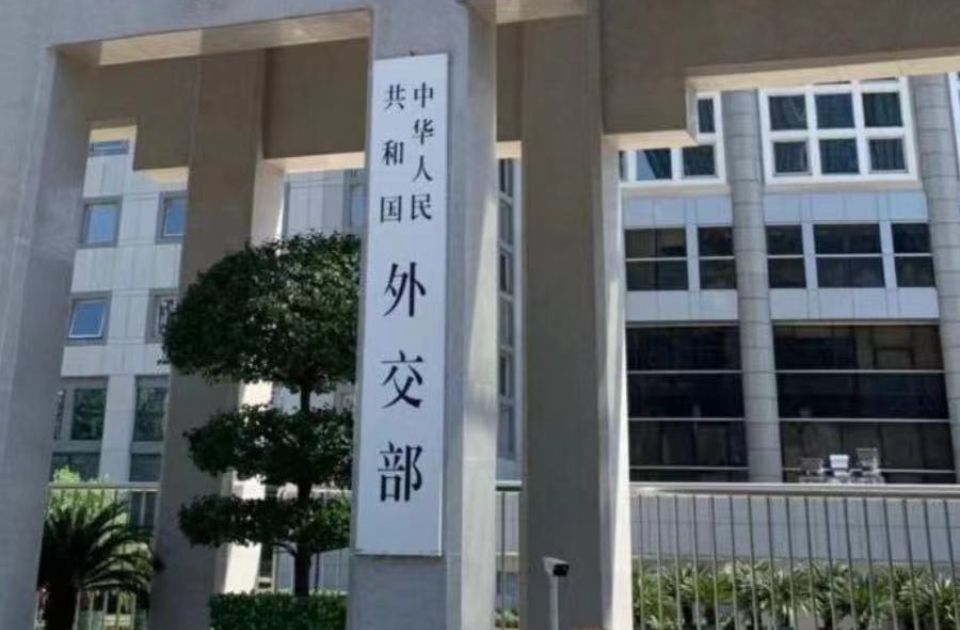 中华人民
共和国
外交部